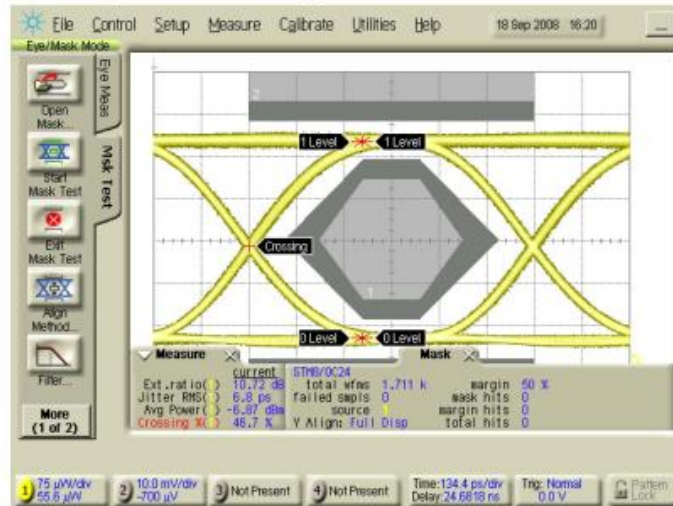 File Control Setup Measure Calibrate Utilities Help 18 Sep 2008 16:20
Eye/Mask Mode
Eye Meas
Msk Test
Open
Mask...
Start
Mask Test
Exit
Mask Test
Align
Method...
Filter...
More
(1 of 2)
2
1 Level 1 Level
Crossing
1
0 Level 0 Level
Measure
current
Ext.ratio( ) 10.72 dB
Jitter RMS( ) 6.8 ps
Avg Power( ) -6.87 dBm
Crossing %( ) 46.7 %
Mask
STM8/OC24
total wfms 1.711 k margin 50 %
failed smpls 0 mask hits 0
source 1 margin hits 0
Y Align: Full Disp total hits 0
1 75 µW/div
55.6 µW
2 10.0 mV/div
-700 µV
3 Not Present
4 Not Present
Time:134.4 ps/div
Delay:24.6818 ns
Trig: Normal
0.0 V
Pattern
Lock